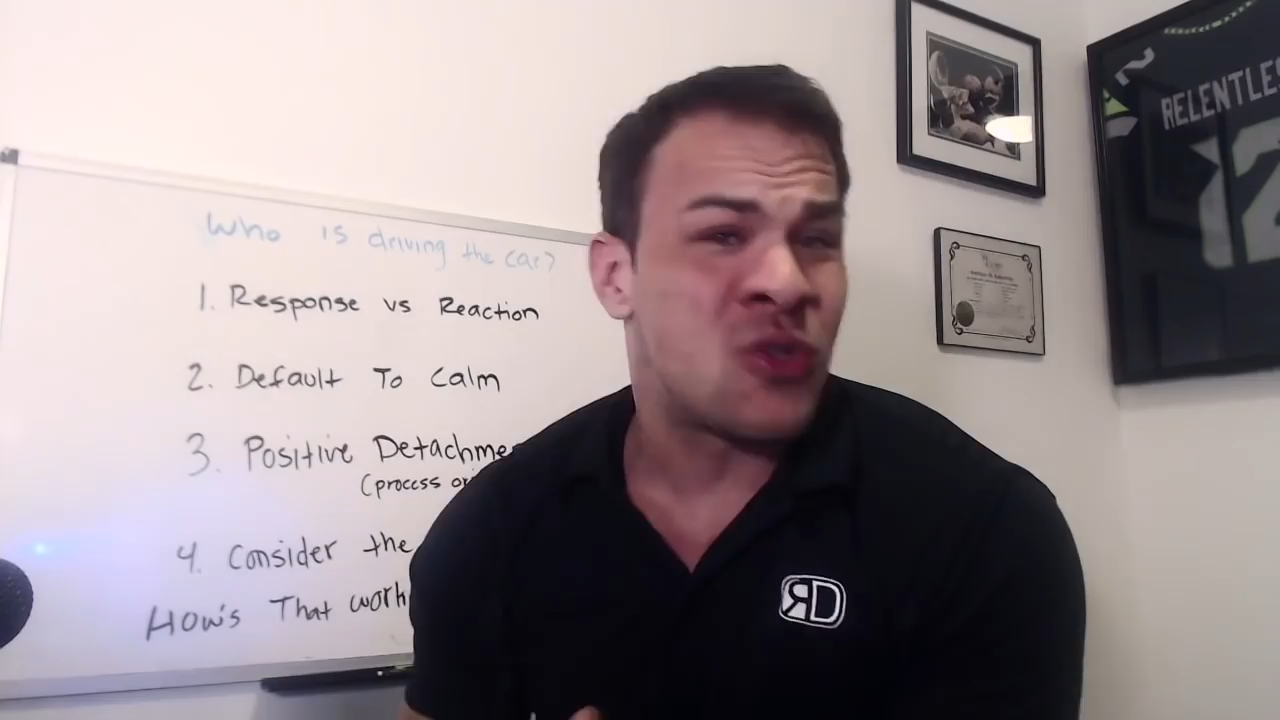 Who is driving the car?
1. Response vs Reaction
2. Default To Calm
3. Positive Detachme
(process or
4. Consider the
How's That work
RELENTLES
2
12
RD